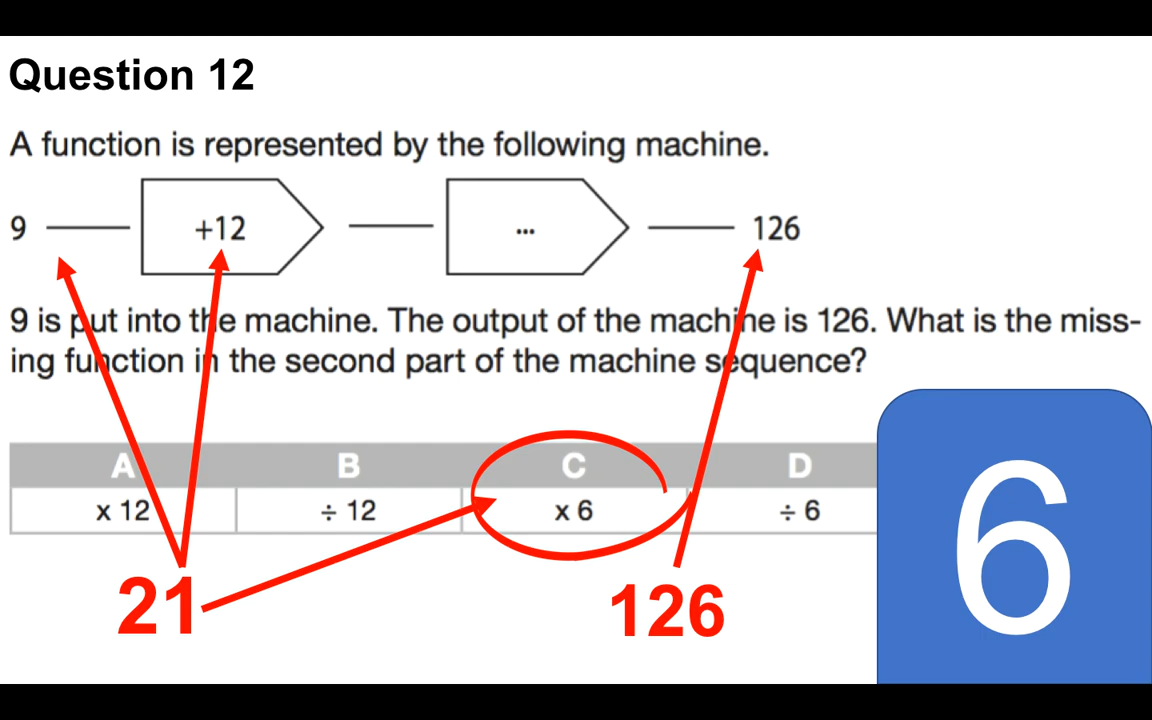 Question 12
A function is represented by the following machine.
9 +12 ... 126
9 is put into the machine. The output of the machine is 126. What is the miss-
ing function in the second part of the machine sequence?
A B C D
x 12 ÷ 12 x 6 ÷ 6
21 126
6